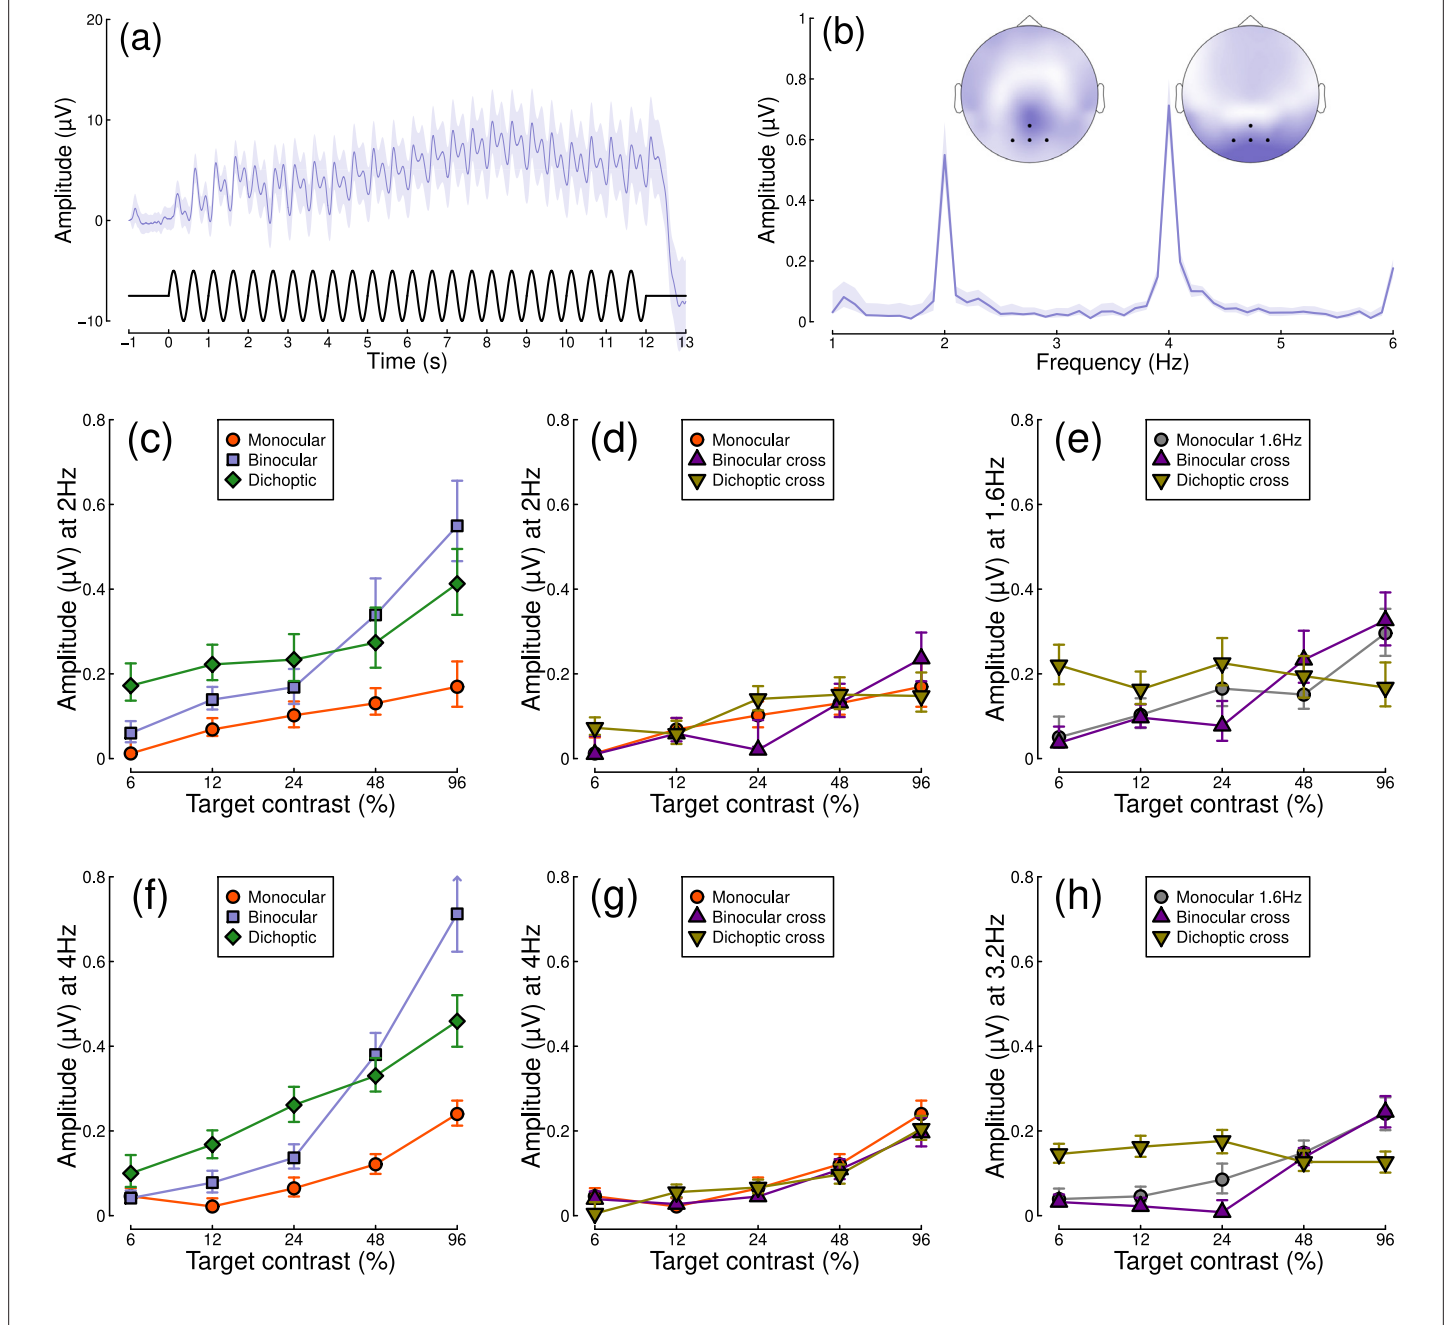 (a)
Amplitude (µV)
20
10
0
−10
−1 0 1 2 3 4 5 6 7 8 9 10 11 12 13
Time (s)
(b)
Amplitude (µV)
1
0.8
0.6
0.4
0.2
0
1 2 3 4 5 6
Frequency (Hz)
(c)
Monocular
Binocular
Dichoptic
Amplitude (µV) at 2Hz
0.8
0.6
0.4
0.2
0
6 12 24 48 96
Target contrast (%)
(d)
Monocular
Binocular cross
Dichoptic cross
Amplitude (µV) at 2Hz
0.8
0.6
0.4
0.2
0
6 12 24 48 96
Target contrast (%)
(e)
Monocular 1.6Hz
Binocular cross
Dichoptic cross
Amplitude (µV) at 1.6Hz
0.8
0.6
0.4
0.2
0
6 12 24 48 96
Target contrast (%)
(f)
Monocular
Binocular
Dichoptic
Amplitude (µV) at 4Hz
0.8
0.6
0.4
0.2
0
6 12 24 48 96
Target contrast (%)
(g)
Monocular
Binocular cross
Dichoptic cross
Amplitude (µV) at 4Hz
0.8
0.6
0.4
0.2
0
6 12 24 48 96
Target contrast (%)
(h)
Monocular 1.6Hz
Binocular cross
Dichoptic cross
Amplitude (µV) at 3.2Hz
0.8
0.6
0.4
0.2
0
6 12 24 48 96
Target contrast (%)